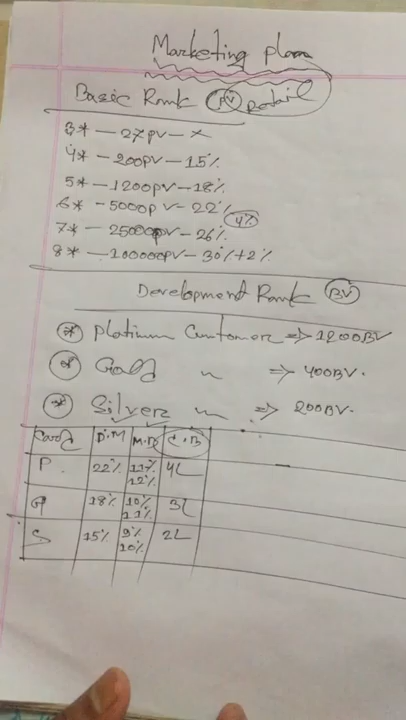 Marketing plan
Basic Rank PV Retail
3* — 27pv — x
4* — 200pv — 15%
5* — 1200pv — 18%
6* — 5000pv — 22%
4%
7* — 25000pv — 26%
8* — 100000pv — 30%+2%
Development Rank BV
* Platinum Customer => 1200BV
* Gold " => 400BV.
* Silver " => 200BV.
Card D.M M.D C.B
P. 22% 11% 12% 4L
G 18% 10% 11% 3L
S 15% 9% 10% 2L